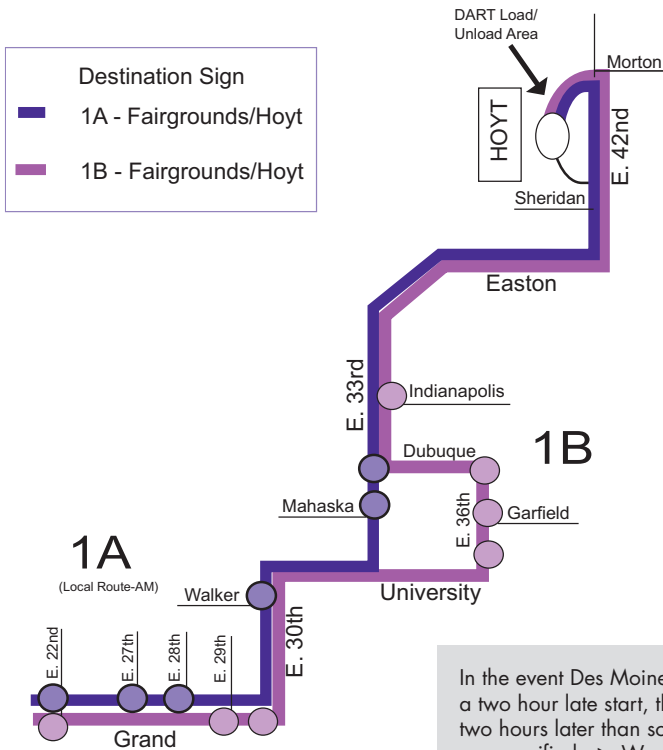 DART Load/
Unload Area
Morton
Destination Sign
1A - Fairgrounds/Hoyt
1B - Fairgrounds/Hoyt
HOYT
E. 42nd
Sheridan
Easton
E. 33rd
Indianapolis
Dubuque
1B
Mahaska
E. 36th
Garfield
1A
(Local Route-AM)
Walker
University
E. 30th
E. 22nd
E. 27th
E. 28th
E. 29th
Grand
In the event Des Moine
a two hour late start, th
two hours later than sc